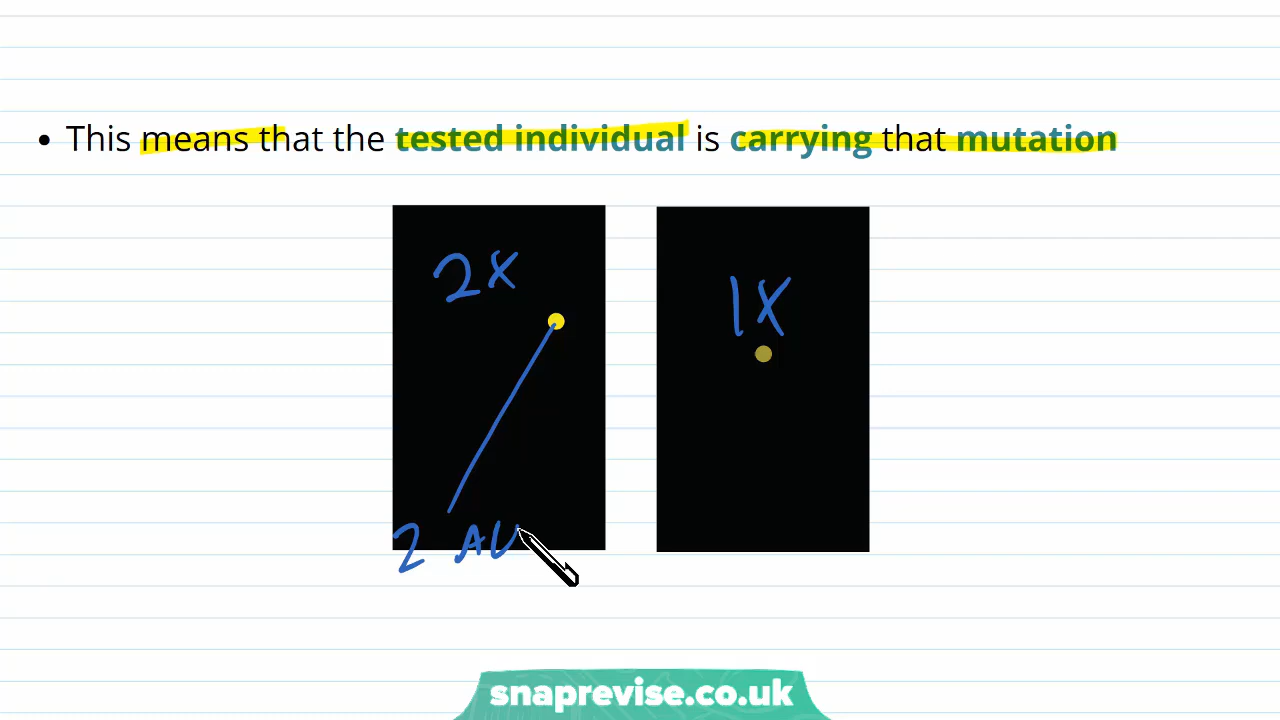 • This means that the tested individual is carrying that mutation
2X
1X
2 AU
snaprevise.co.uk